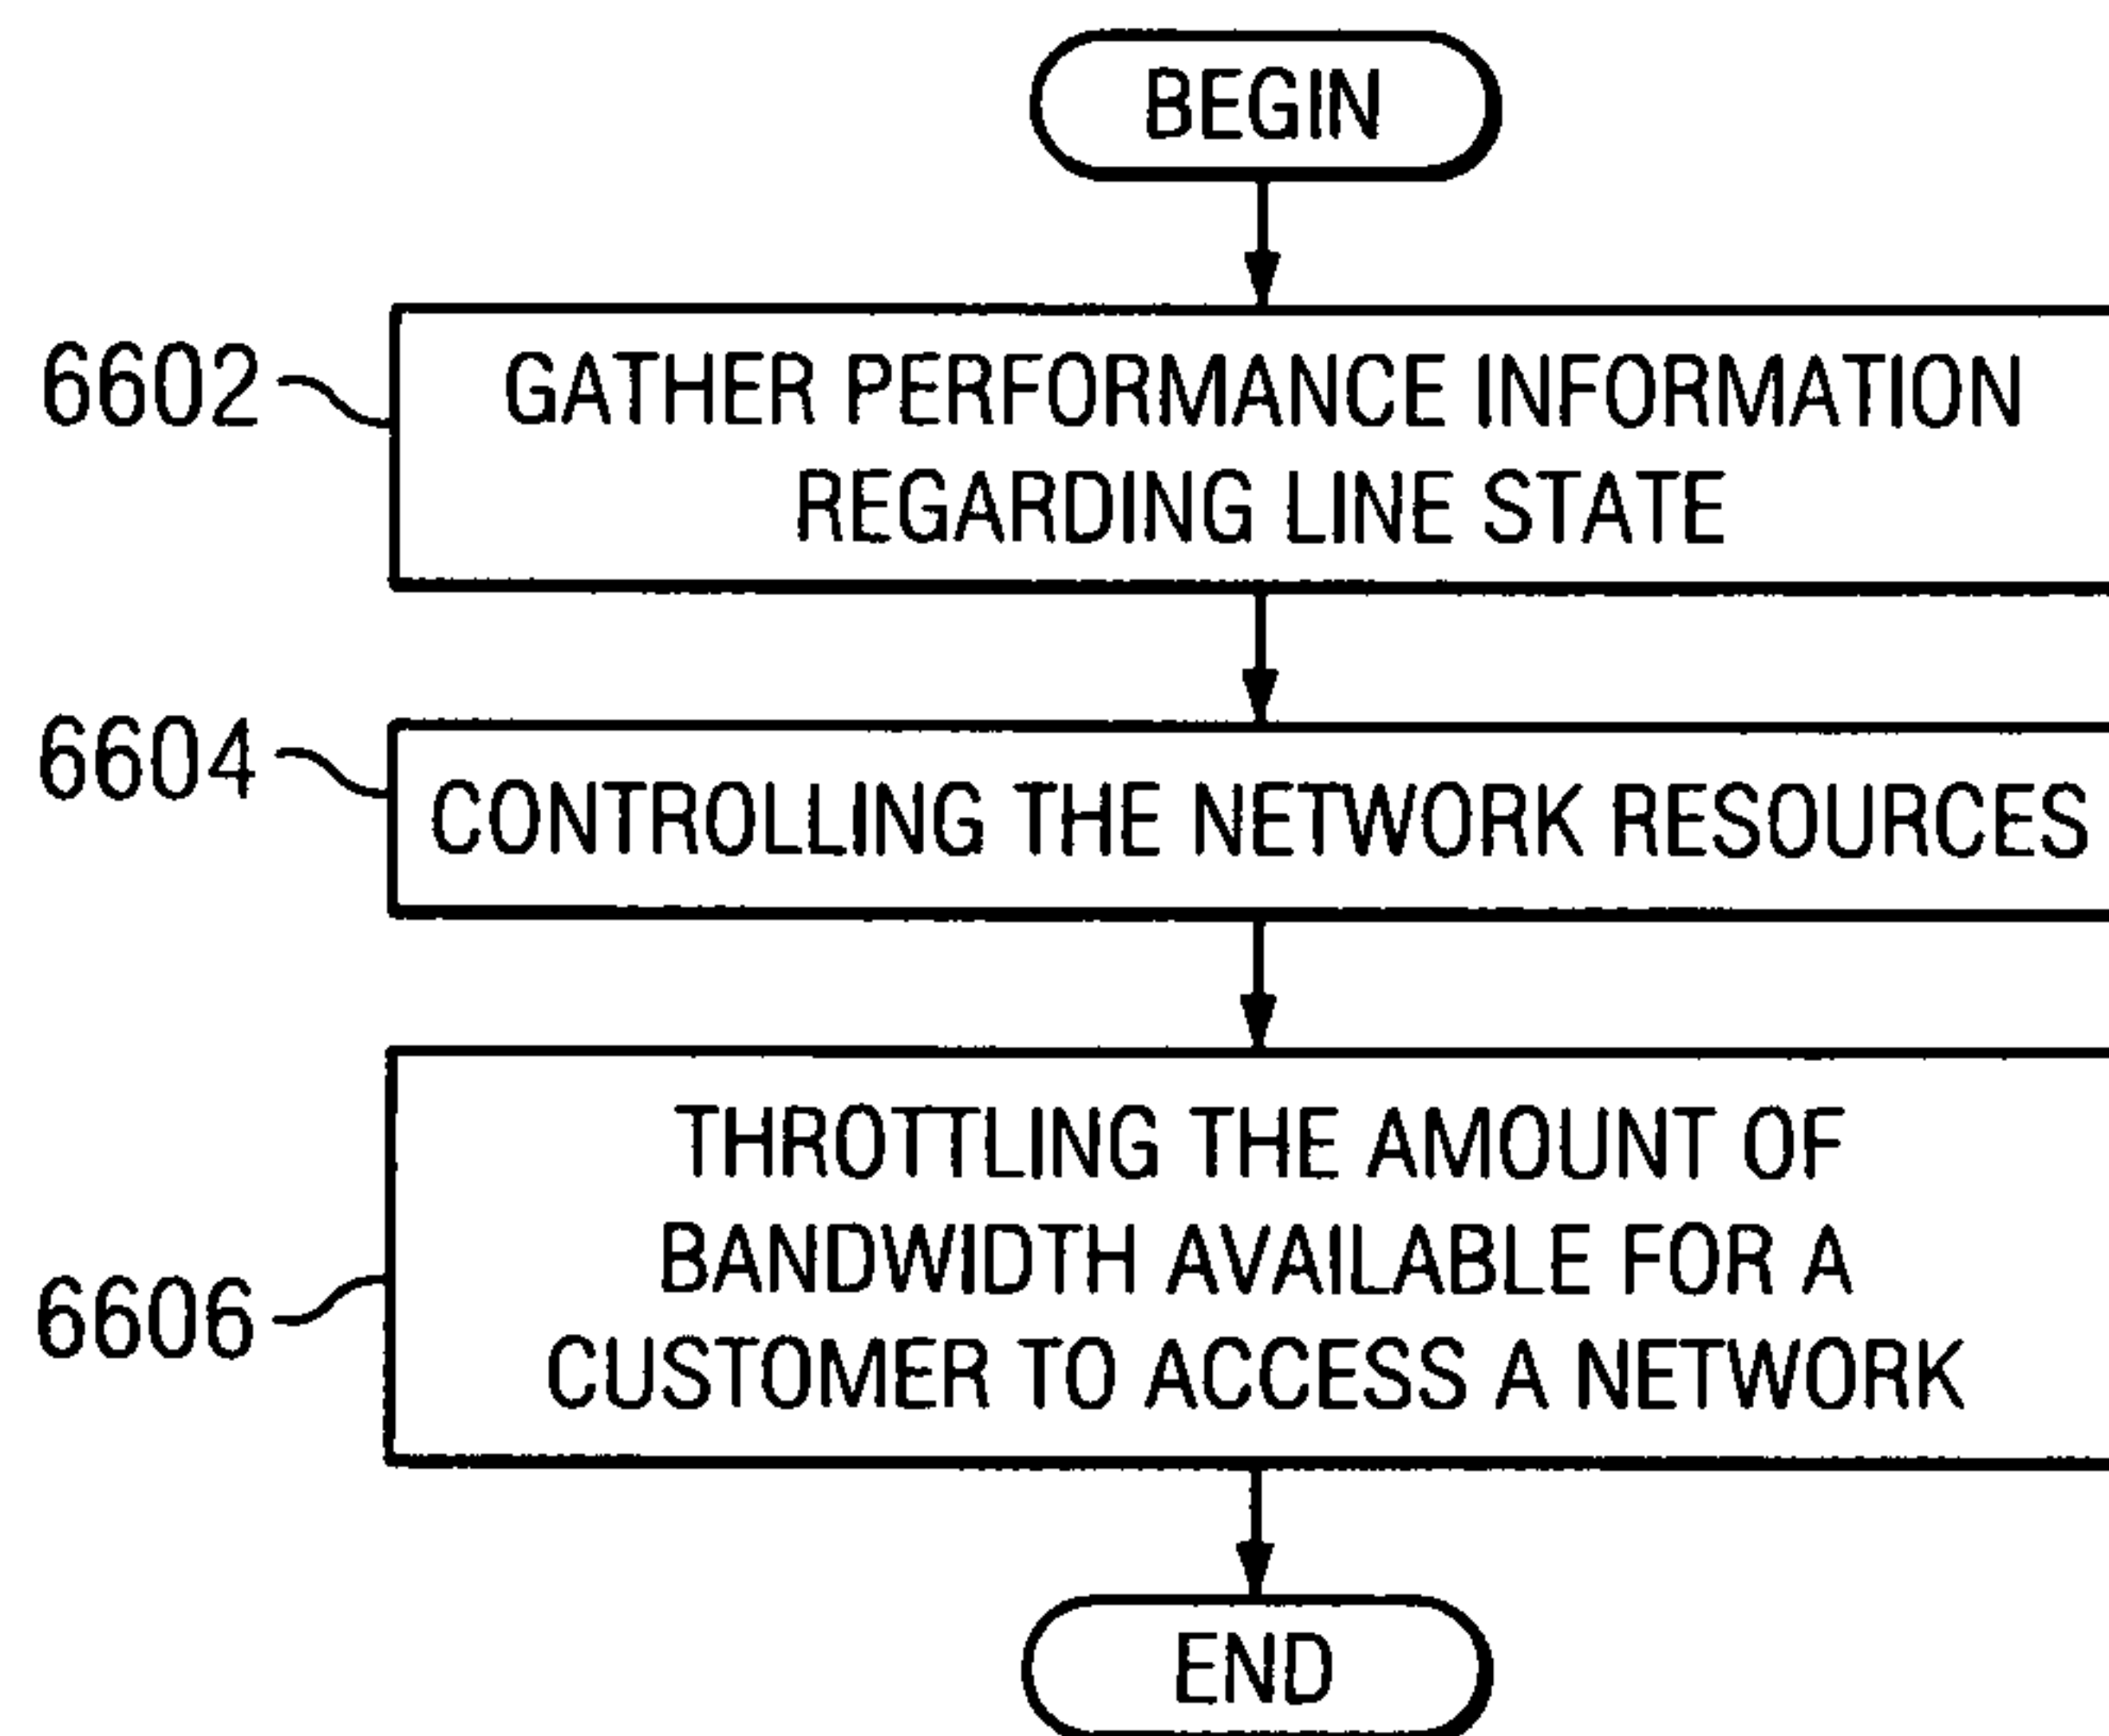 BEGIN
6602
GATHER PERFORMANCE INFORMATION
REGARDING LINE STATE
6604
CONTROLLING THE NETWORK RESOURCES
THROTTLING THE AMOUNT OF
BANDWIDTH AVAILABLE FOR A
6606
CUSTOMER TO ACCESS A NETWORK
END